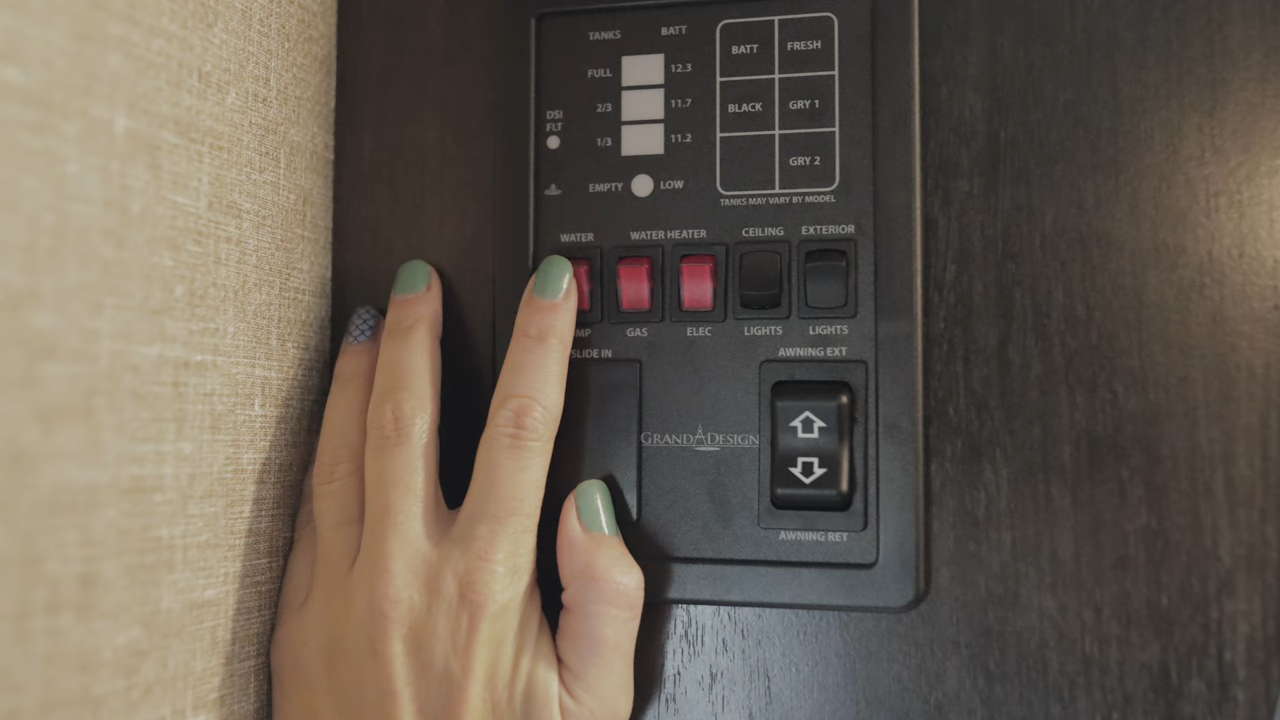 TANKS BATT
FULL 12.3
2/3 11.7
1/3 11.2
EMPTY LOW
DSI
FLT
BATT FRESH
BLACK GRY 1
GRY 2
TANKS MAY VARY BY MODEL
WATER WATER HEATER CEILING EXTERIOR
MP GAS ELEC LIGHTS LIGHTS
SLIDE IN
AWNING EXT
GRAND DESIGN
AWNING RET